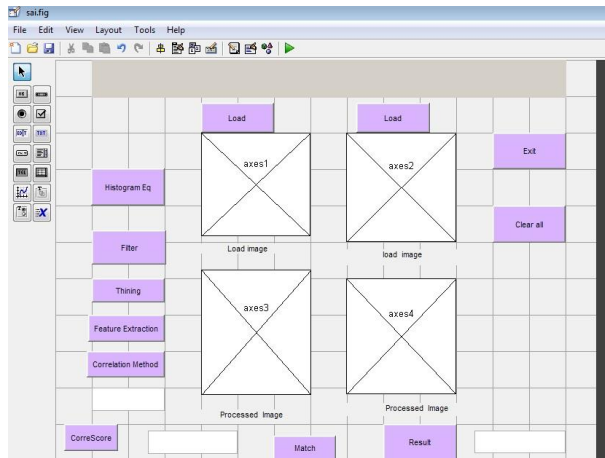 sai.fig
File Edit View Layout Tools Help
Load Load
axes1 axes2 Exit
Histogram Eq
Clear all
Load image load image
Filter
Thining
axes3 axes4
Feature Extraction
Correlation Method
Processed Image Processed Image
CorreScore Match Result